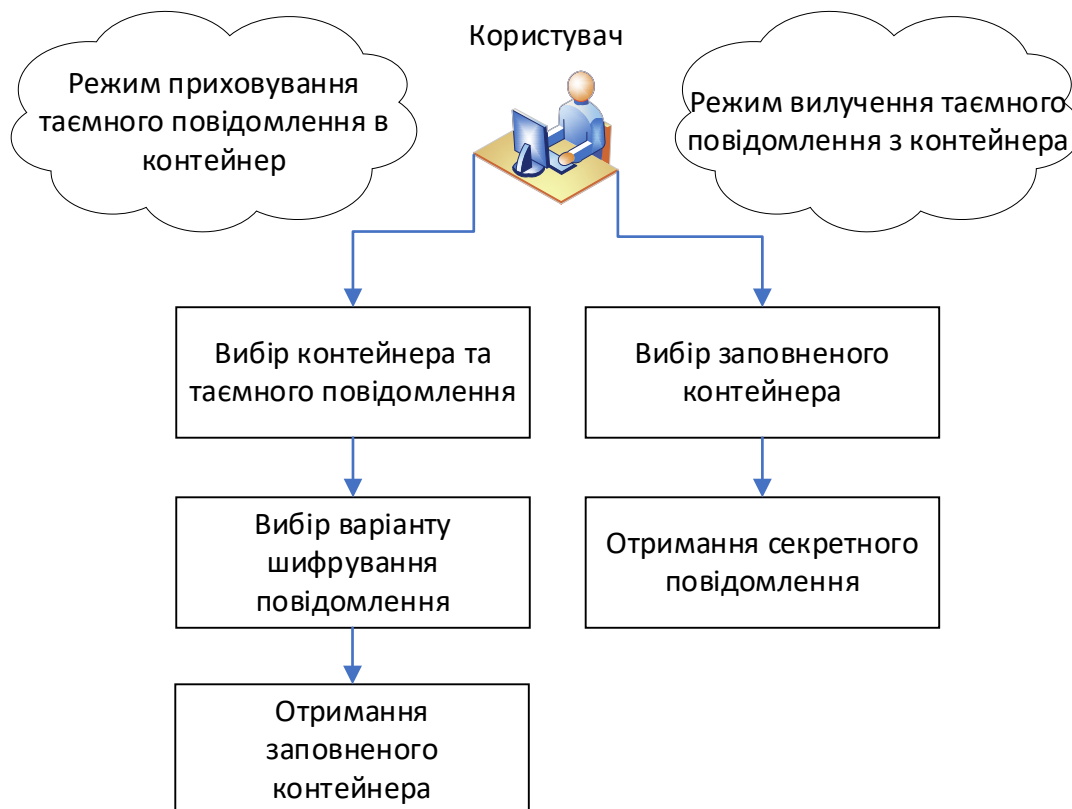 Користувач
Режим приховування
таємного повідомлення в
контейнер
Режим вилучення таємного
повідомлення з контейнера
Вибір контейнера та
таємного повідомлення
Вибір заповненого
контейнера
Вибір варіанту
шифрування
повідомлення
Отримання секретного
повідомлення
Отримання
заповненого
контейнера